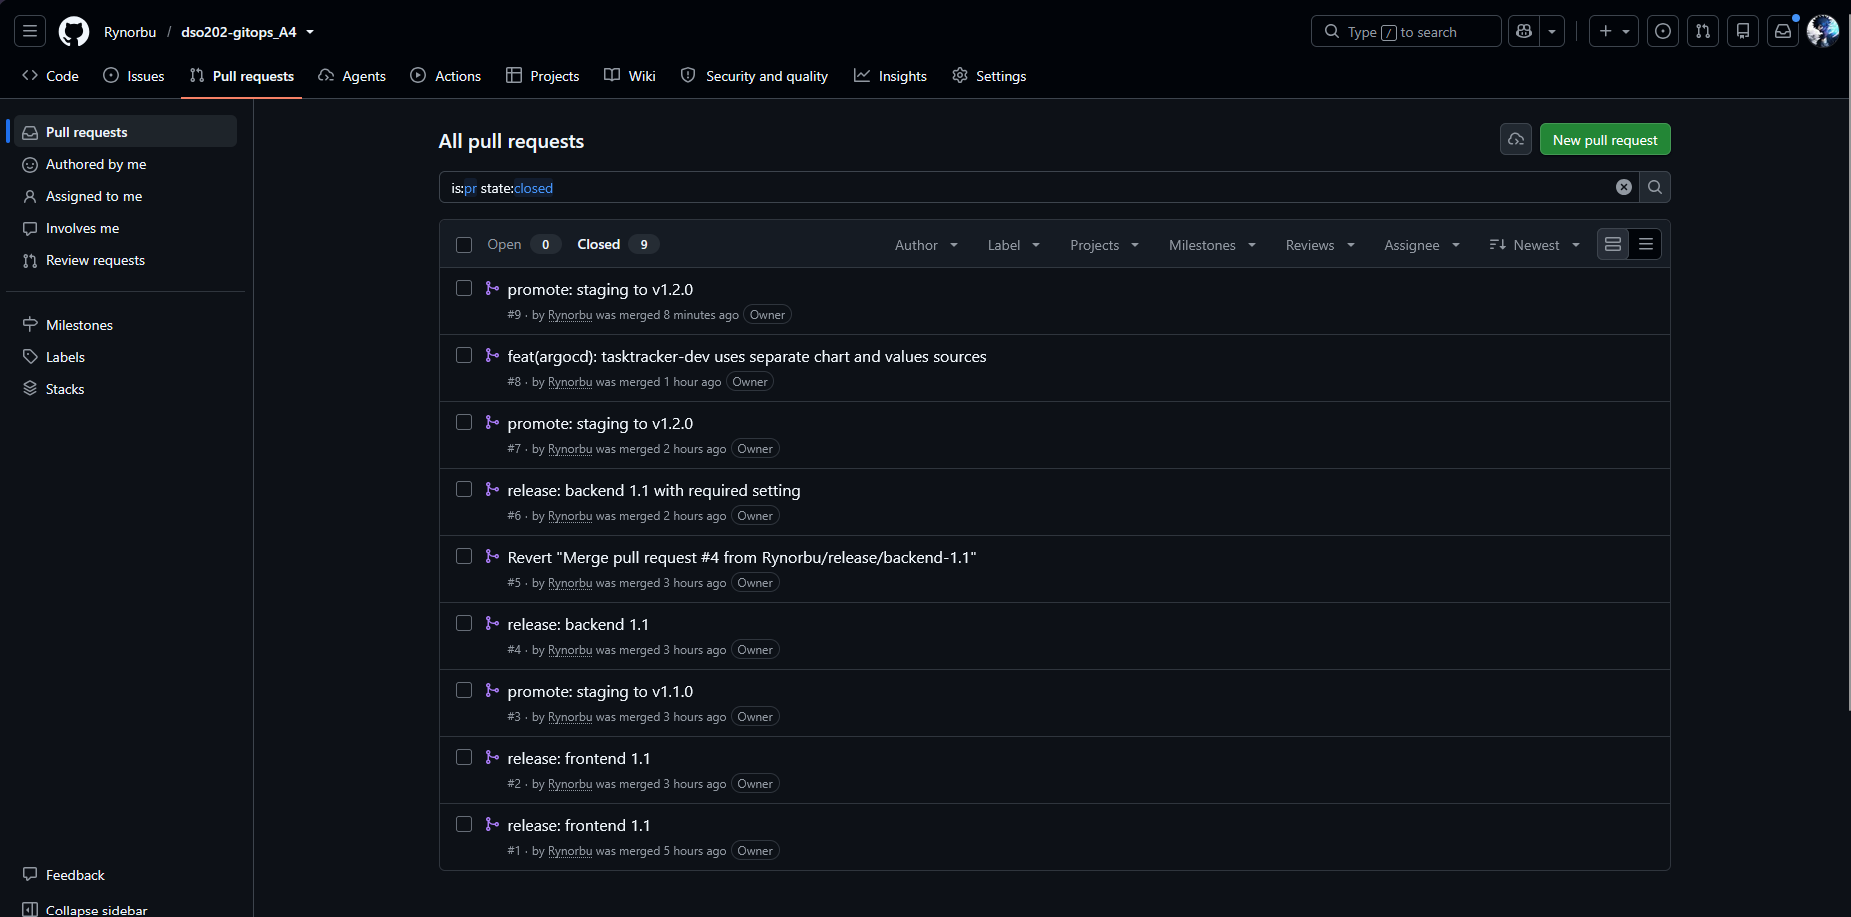 Rynorbu / dso202-gitops_A4
Type / to search
Code
Issues
Pull requests
Agents
Actions
Projects
Wiki
Security and quality
Insights
Settings
Pull requests
Authored by me
Assigned to me
Involves me
Review requests
Milestones
Labels
Stacks
Feedback
Collapse sidebar
All pull requests
New pull request
is:pr state:closed
Open 0
Closed 9
Author
Label
Projects
Milestones
Reviews
Assignee
Newest
promote: staging to v1.2.0
#9 · by Rynorbu was merged 8 minutes ago Owner
feat(argocd): tasktracker-dev uses separate chart and values sources
#8 · by Rynorbu was merged 1 hour ago Owner
promote: staging to v1.2.0
#7 · by Rynorbu was merged 2 hours ago Owner
release: backend 1.1 with required setting
#6 · by Rynorbu was merged 2 hours ago Owner
Revert "Merge pull request #4 from Rynorbu/release/backend-1.1"
#5 · by Rynorbu was merged 3 hours ago Owner
release: backend 1.1
#4 · by Rynorbu was merged 3 hours ago Owner
promote: staging to v1.1.0
#3 · by Rynorbu was merged 3 hours ago Owner
release: frontend 1.1
#2 · by Rynorbu was merged 3 hours ago Owner
release: frontend 1.1
#1 · by Rynorbu was merged 5 hours ago Owner